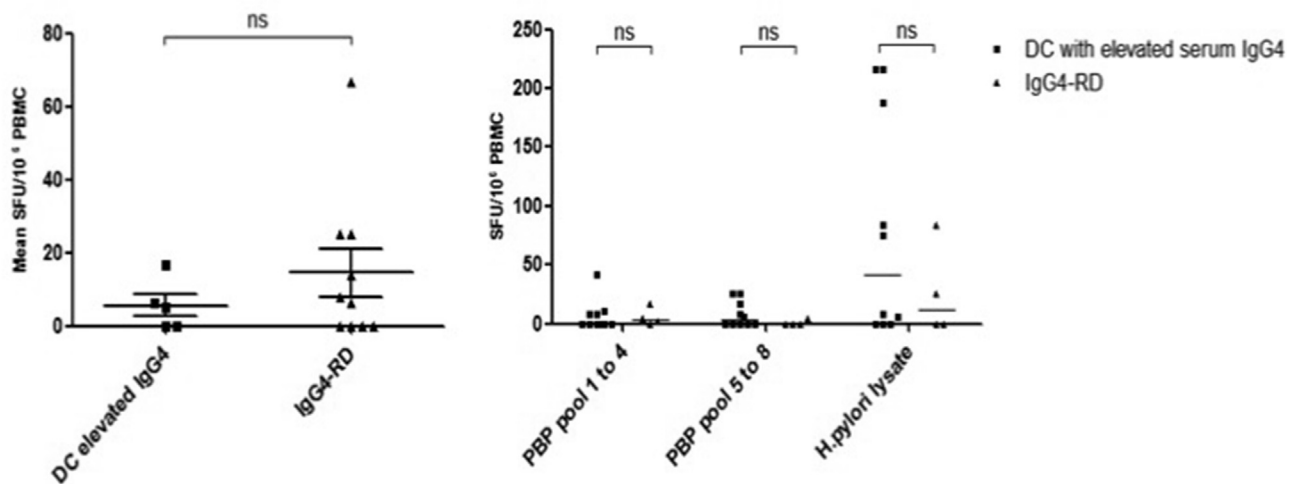 ns
80
60
40
20
0
Mean SFU/10⁶ PBMC
DC elevated IgG4
IgG4-RD
ns
ns
ns
250
200
150
100
50
0
SFU/10⁶ PBMC
PBP pool 1 to 4
PBP pool 5 to 8
H.pylori lysate
DC with elevated serum IgG4
IgG4-RD